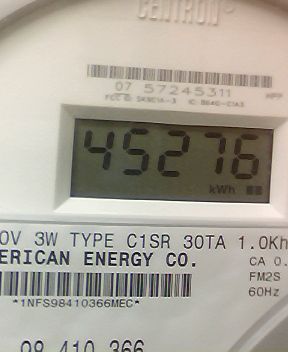 CENTRON®
07 57245311
45276
kWh
0V 3W TYPE C1SR 30TA 1.0Kh
ERICAN ENERGY CO.
CA 0.
FM2S
60Hz
*1NFS98410366MEC*
98 410 366